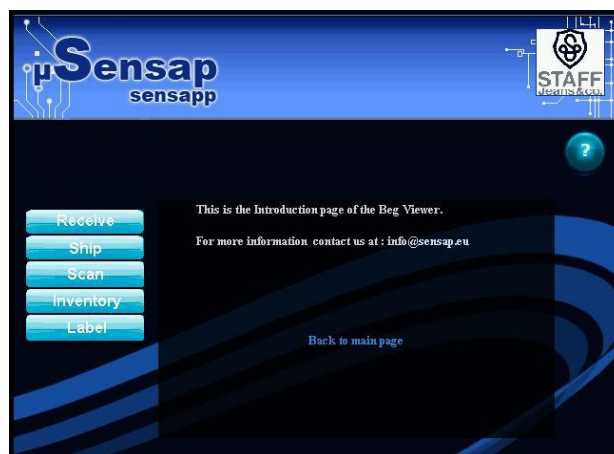 μSensap
sensapp
STAFF
Jeans & co.
?
Receive
Ship
Scan
Inventory
Label
This is the Introduction page of the Beg Viewer.
For more information contact us at : info@sensap.eu
Back to main page